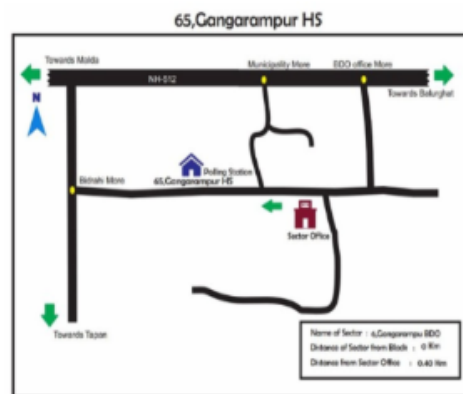 65,Gangarampur HS
Towards Malda
Municipality More
BDO office More
NH-512
Towards Balurghat
N
Polling Station
Bidrohi More
65,Gangarampur HS
Sector Office
Towards Tapan
Name of Sector : 6,Gangarampu BDO
Distance of Sector from Block : 0 Km
Distance from Sector Office : 0.40 Km